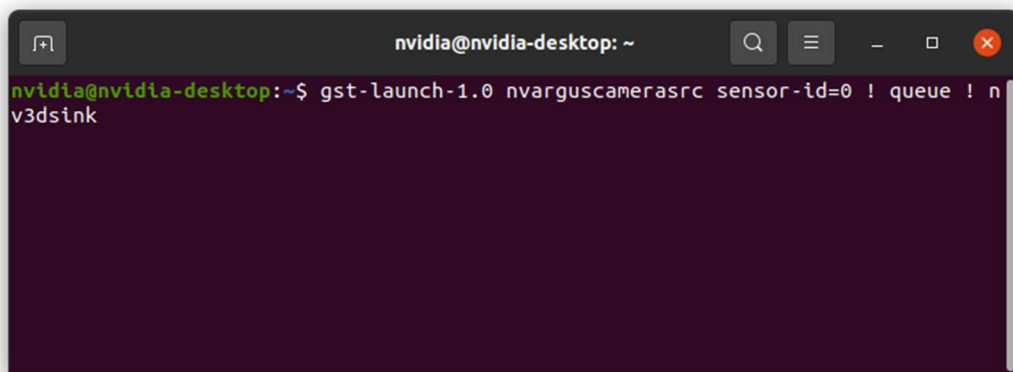 nvidia@nvidia-desktop: ~
nvidia@nvidia-desktop:~$ gst-launch-1.0 nvarguscamerasrc sensor-id=0 ! queue ! n
v3dsink